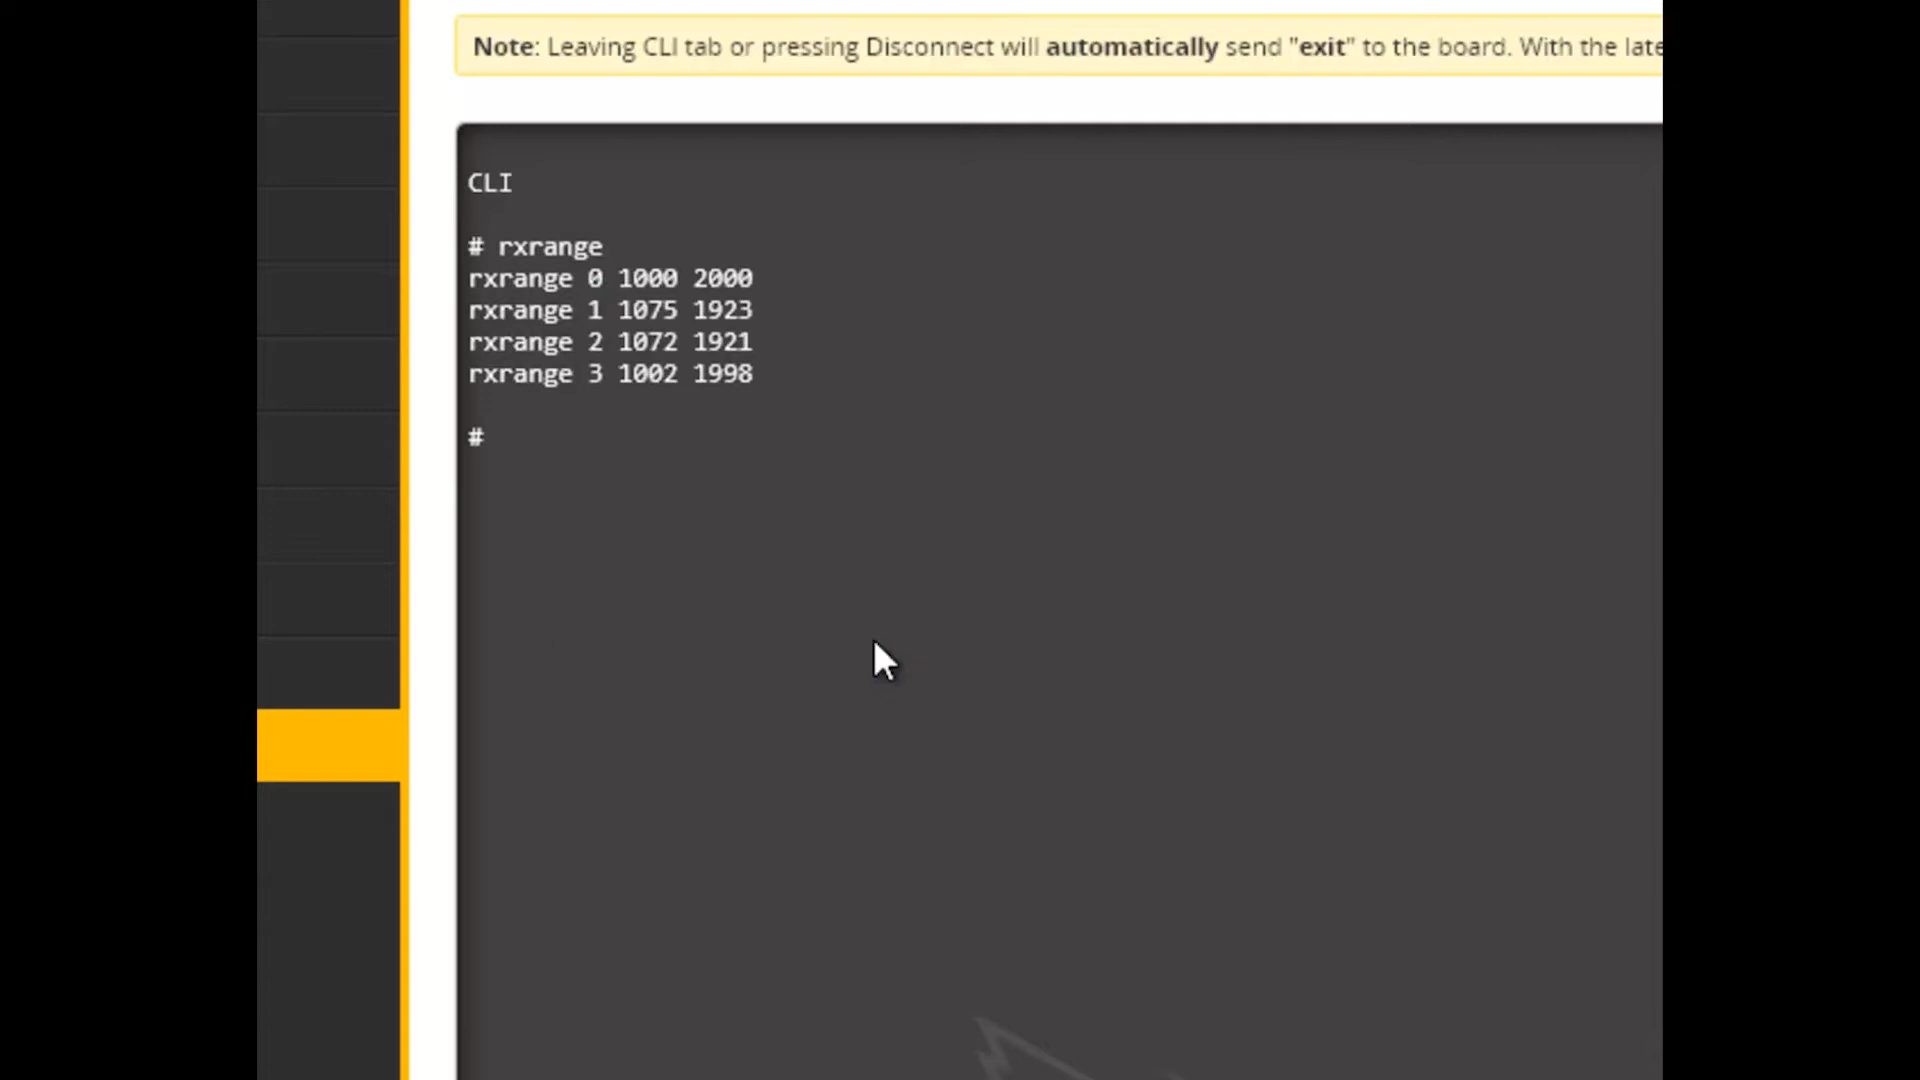 Note: Leaving CLI tab or pressing Disconnect will automatically send "exit" to the board. With the late
CLI
# rxrange
rxrange 0 1000 2000
rxrange 1 1075 1923
rxrange 2 1072 1921
rxrange 3 1002 1998
#